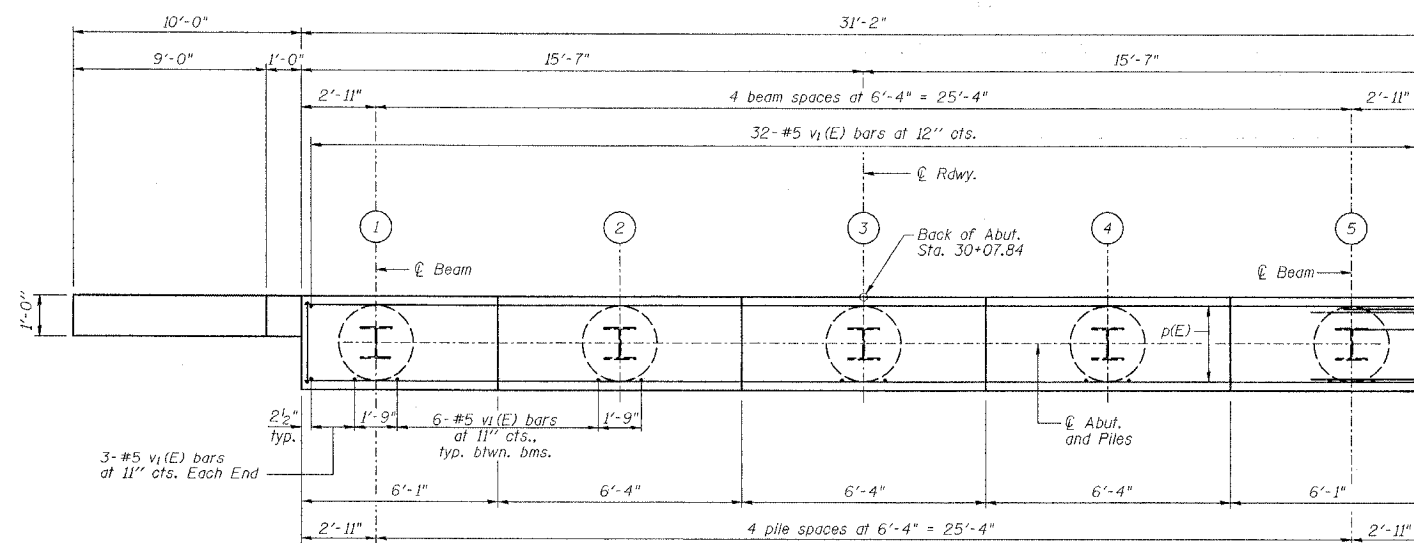 10'-0"
31'-2"
9'-0"
1'-0"
15'-7"
15'-7"
2'-11"
4 beam spaces at 6'-4" = 25'-4"
2'-11"
32-#5 v1(E) bars at 12" cts.
℄ Rdwy.
1
2
3
4
5
Back of Abut.
Sta. 30+07.84
℄ Beam
℄ Beam
1'-0"
p(E)
2½"
typ.
1'-9"
6-#5 v1(E) bars
at 11" cts.,
typ. btwn. bms.
1'-9"
℄ Abut.
and Piles
3-#5 v1(E) bars
at 11" cts. Each End
6'-1"
6'-4"
6'-4"
6'-4"
6'-1"
2'-11"
4 pile spaces at 6'-4" = 25'-4"
2'-11"